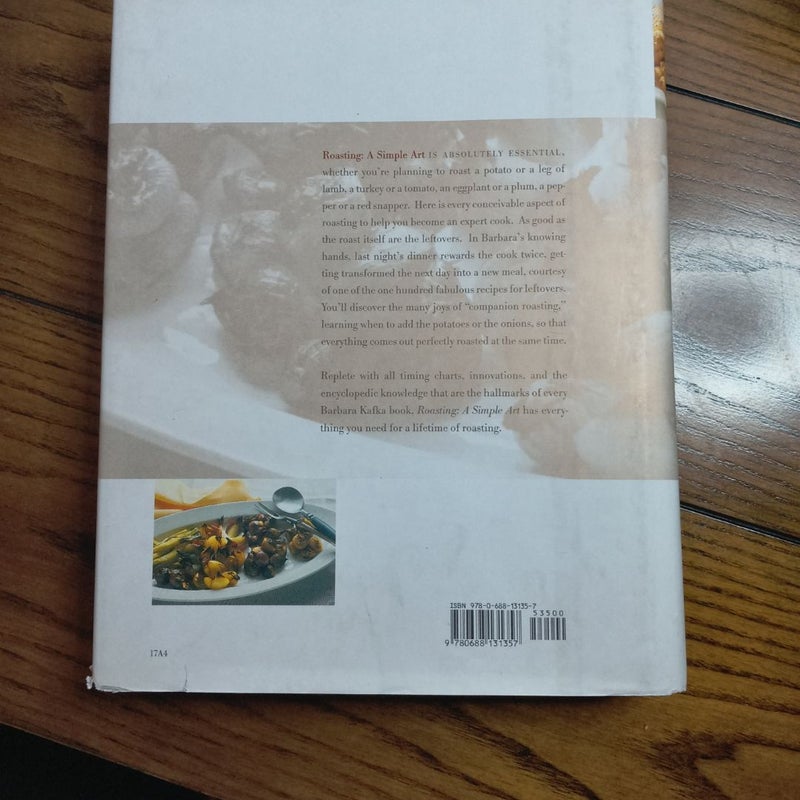 Roasting: A Simple Art IS ABSOLUTELY ESSENTIAL,
whether you're planning to roast a potato or a leg of
lamb, a turkey or a tomato, an eggplant or a plum, a pep-
per or a red snapper. Here is every conceivable aspect of
roasting to help you become an expert cook. As good as
the roast itself are the leftovers. In Barbara's knowing
hands, last night's dinner rewards the cook twice, get-
ting transformed the next day into a new meal, courtesy
of one of the one hundred fabulous recipes for leftovers.
You'll discover the many joys of "companion roasting,"
learning when to add the potatoes or the onions, so that
everything comes out perfectly roasted at the same time.
Replete with all timing charts, innovations, and the
encyclopedic knowledge that are the hallmarks of every
Barbara Kafka book, Roasting: A Simple Art has every-
thing you need for a lifetime of roasting.
ISBN 978-0-688-13135-7
53500
9 780688 131357
17A4